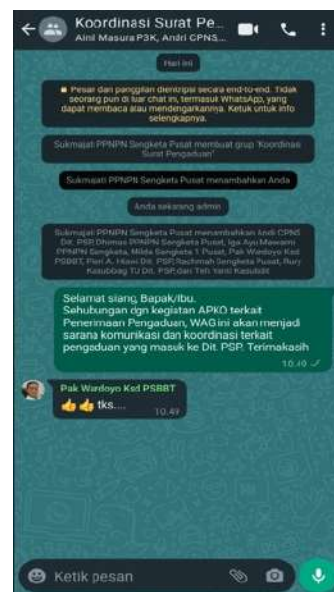 Koordinasi Surat Pe...
Ainil Masura P3K, Andri CPNS...
Hari ini
Pesan dan panggilan dienkripsi secara end-to-end. Tidak
seorang pun di luar chat ini, termasuk WhatsApp, yang
dapat membaca atau mendengarkannya. Ketuk untuk info
selengkapnya.
Sukmajati PPNPN Sengketa Pusat membuat grup "Koordinasi
Surat Pengaduan"
Sukmajati PPNPN Sengketa Pusat menambahkan Anda
Anda sekarang admin
Sukmajati PPNPN Sengketa Pusat menambahkan Andi CPNS
Dit. PSP, Dhimas PPNPN Sengketa Pusat, Iga Ayu Mawarni
PPNPN Sengketa, Milda Sengketa 1 Pusat, Pak Wardoyo Ksd
PSBBT, Dit. PSP, Rachmah Sengketa Pusat, Rury
Kasubbag TU Dit. PSP, dan Teh Yanti Kasubdit
Selamat siang, Bapak/Ibu.
Sehubungan dgn kegiatan APKO terkait
Penerimaan Pengaduan, WAG ini akan menjadi
sarana komunikasi dan koordinasi terkait
pengaduan yang masuk ke Dit. PSP. Terimakasih
10.49
Pak Wardoyo Ksd PSBBT
👍👍 tks....
10.49
Ketik pesan